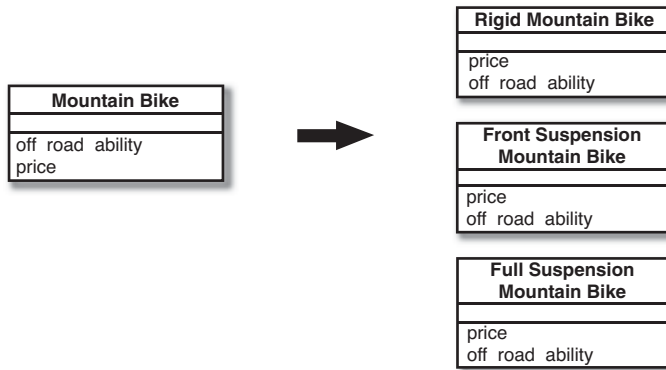 Mountain Bike
off road ability
price
Rigid Mountain Bike
price
off road ability
Front Suspension
Mountain Bike
price
off road ability
Full Suspension
Mountain Bike
price
off road ability